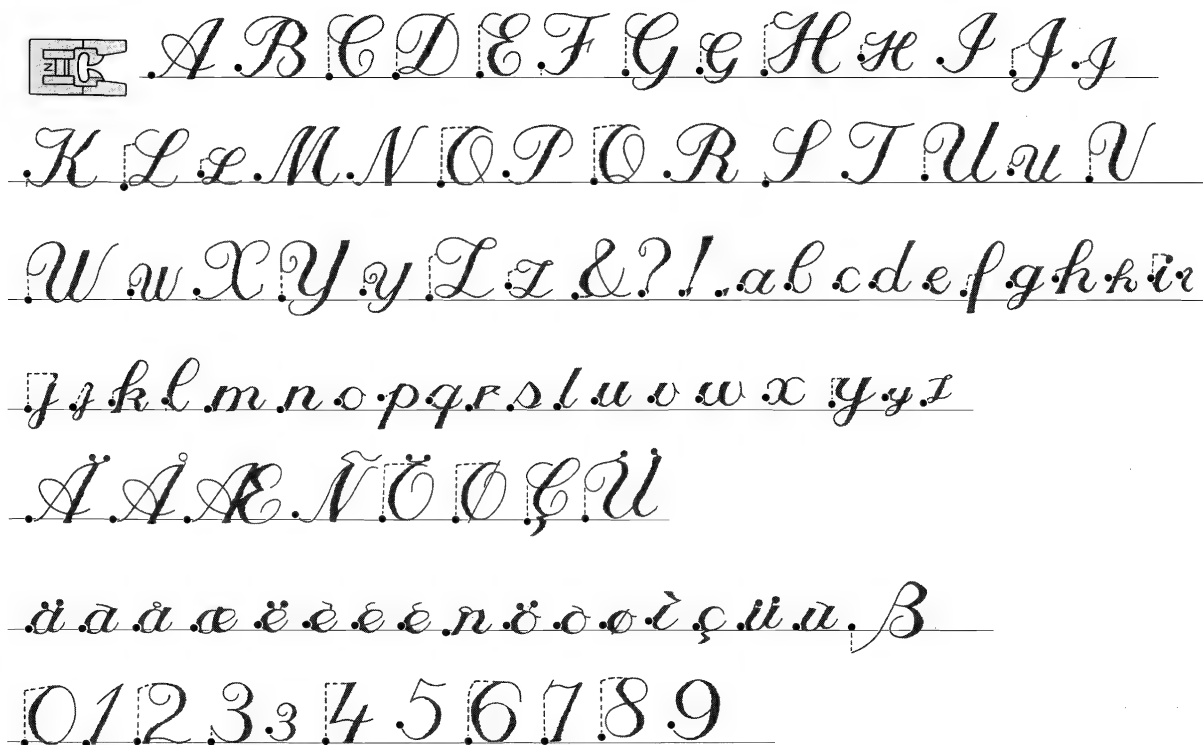 N A B C D E F G G H H I J J
K L L M N O P Q R S T U U V
W W X Y Y Z Z & ? ! . , a b c d e f g h h i r
j j k l m n o p q r s t u v w x y y z
Ä Å Æ Ñ Ö Ø Ç Ü
ä à å æ ë è é ê ñ ö ò ø ì ç ü ù ß
0 1 2 3 3 4 5 6 7 8 9